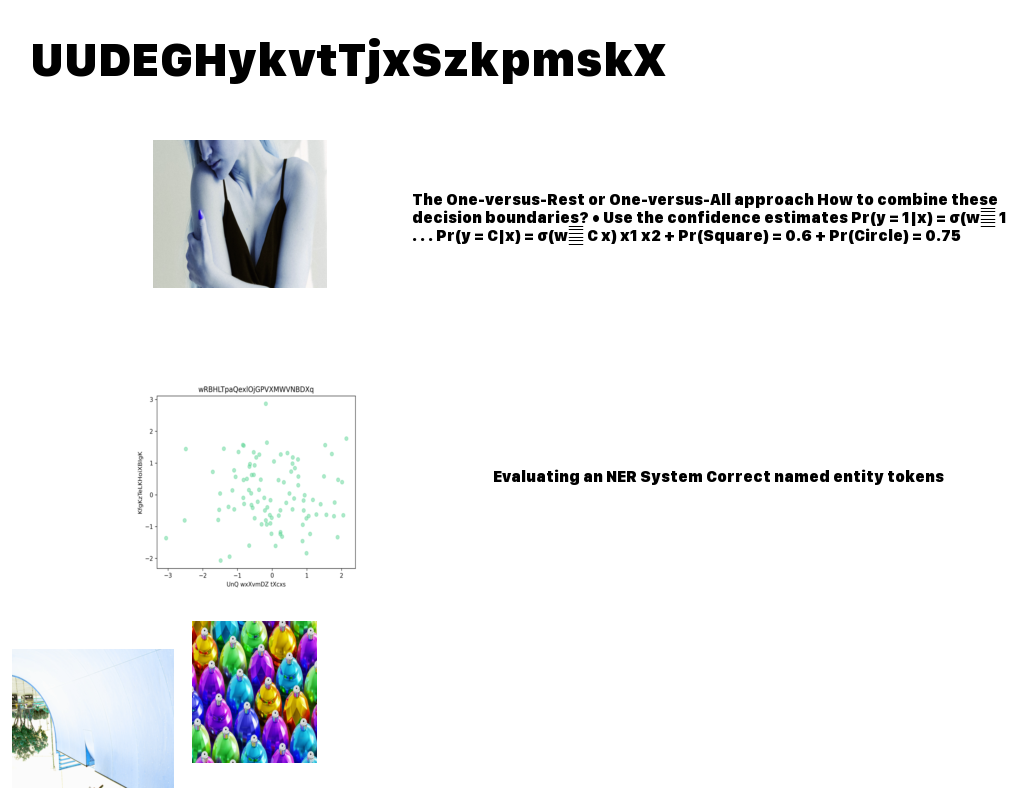 UUDEGHykvtTjxSzkpmskX
The One-versus-Rest or One-versus-All approach How to combine these
decision boundaries? • Use the confidence estimates Pr(y = 1|x) = σ(w 1
. . . Pr(y = C|x) = σ(w C x) x1 x2 + Pr(Square) = 0.6 + Pr(Circle) = 0.75
wRBHLTpaQexIOjGPVXMWVNBDXq
3
2
1
0
−1
−2
−3 −2 −1 0 1 2
UnQ wxXvmDZ tXcxs
Evaluating an NER System Correct named entity tokens